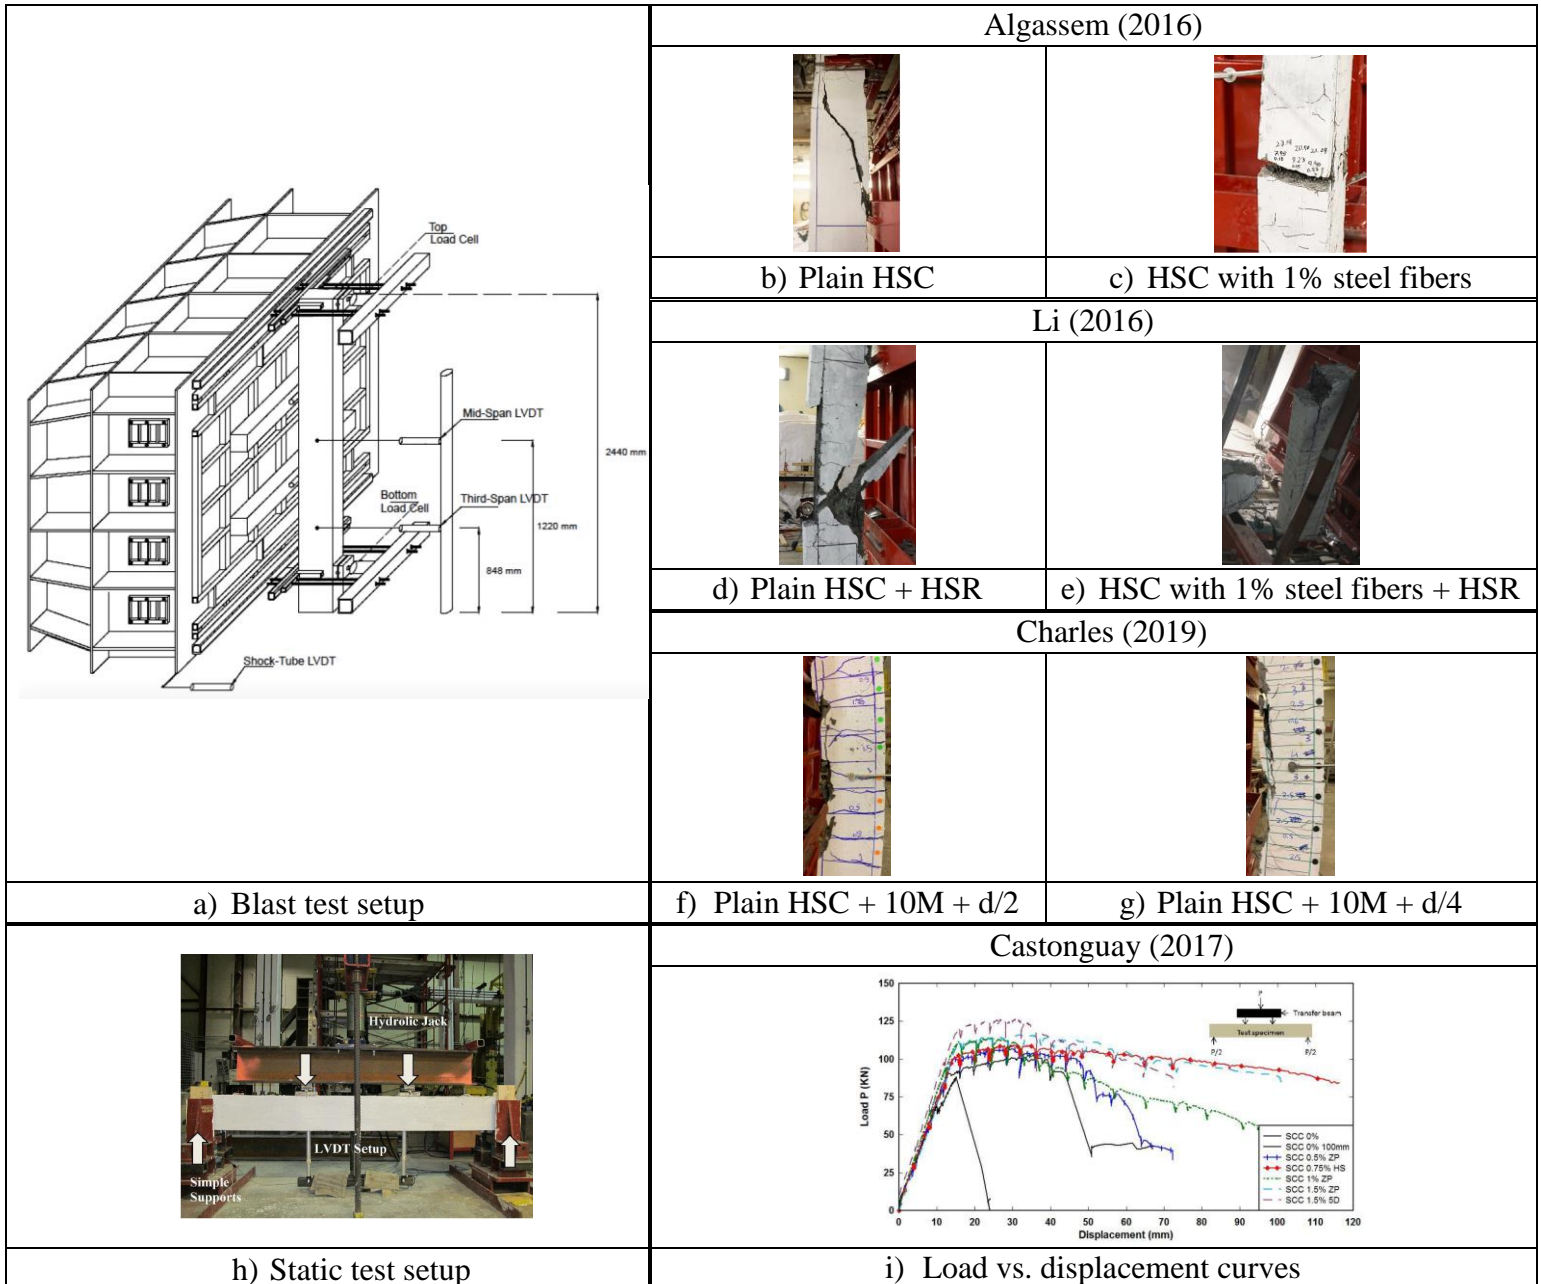 Top
Load Cell
Mid-Span LVDT
2440 mm
Bottom
Load Cell
Third-Span LVDT
1220 mm
848 mm
Shock-Tube LVDT
a) Blast test setup
Algassem (2016)
b) Plain HSC
c) HSC with 1% steel fibers
Li (2016)
d) Plain HSC + HSR
e) HSC with 1% steel fibers + HSR
Charles (2019)
f) Plain HSC + 10M + d/2
g) Plain HSC + 10M + d/4
Hydrolic Jack
LVDT Setup
Simple
Supports
h) Static test setup
Castonguay (2017)
150
125
100
75
50
25
0
Load P (KN)
0 10 20 30 40 50 60 70 80 90 100 110 120
Displacement (mm)
P
Transfer beam
Test specimen
P/2 P/2
SCC 0%
SCC 0% 100mm
SCC 0.5% ZP
SCC 0.75% HS
SCC 1% ZP
SCC 1.5% ZP
SCC 1.5% 5D
i) Load vs. displacement curves